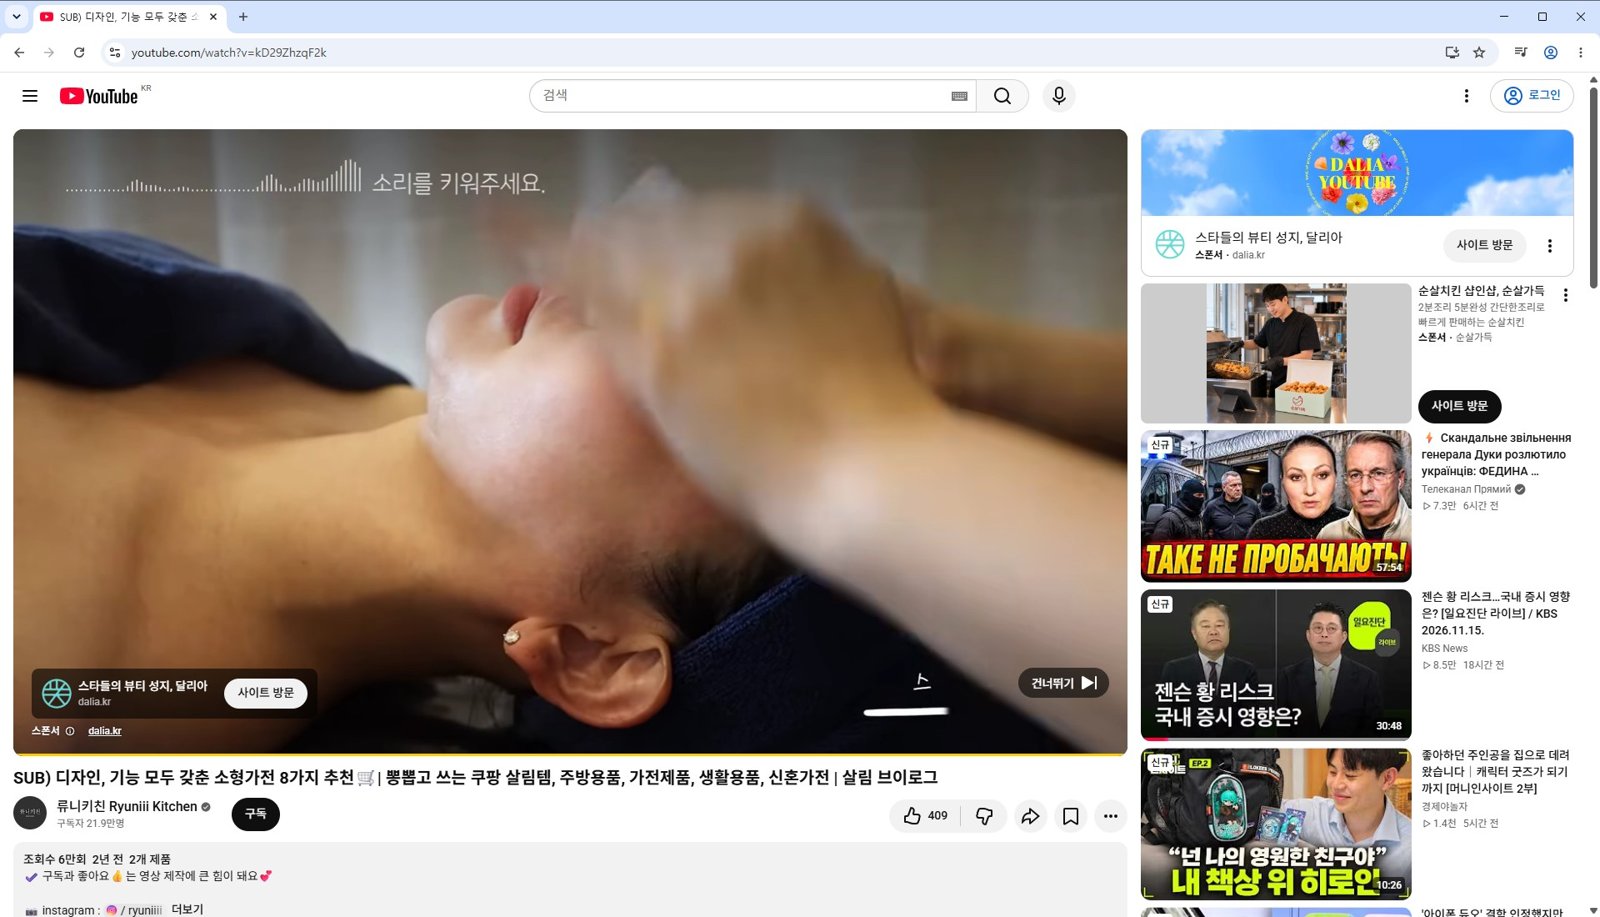 SUB) 디자인, 기능 모두 갖춘 소
youtube.com/watch?v=kD29ZhzqF2k
YouTube KR
검색
로그인
소리를 키워주세요.
스타들의 뷰티 성지, 달리아
dalia.kr
사이트 방문
스폰서
dalia.kr
건너뛰기
스
SUB) 디자인, 기능 모두 갖춘 소형가전 8가지 추천🛒| 뽕뽑고 쓰는 쿠팡 살림템, 주방용품, 가전제품, 생활용품, 신혼가전 | 살림 브이로그
류니키친 Ryuniii Kitchen
구독자 21.9만명
구독
409
조회수 6만회 2년 전 2개 제품
✔ 구독과 좋아요👍는 영상 제작에 큰 힘이 돼요💕
📷 instagram : / ryuniiii 더보기
DALIA
YOUTUBE
스타들의 뷰티 성지, 달리아
스폰서 · dalia.kr
사이트 방문
순살치킨 샵인샵, 순살가득
2분조리 5분완성 간단한조리로
빠르게 판매하는 순살치킨
스폰서 · 순살가득
사이트 방문
신규
TAKE НЕ ПРОБАЧАЮТЬ!
57:54
⚡ Скандальне звільнення
генерала Дуки розлютило
українців: ФЕДИНА ...
Телеканал Прямий
7.3만 6시간 전
신규
일요진단
라이브
젠슨 황 리스크
국내 증시 영향은?
30:48
젠슨 황 리스크…국내 증시 영향
은? [일요진단 라이브] / KBS
2026.11.15.
KBS News
8.5만 18시간 전
신규
EP.2
“넌 나의 영원한 친구야”
내 책상 위 히로인
10:26
좋아하던 주인공을 집으로 데려
왔습니다｜캐릭터 굿즈가 되기
까지 [머니인사이트 2부]
경제야놀자
1.4천 5시간 전
'아이폰 듀오' 결함 인정했지만